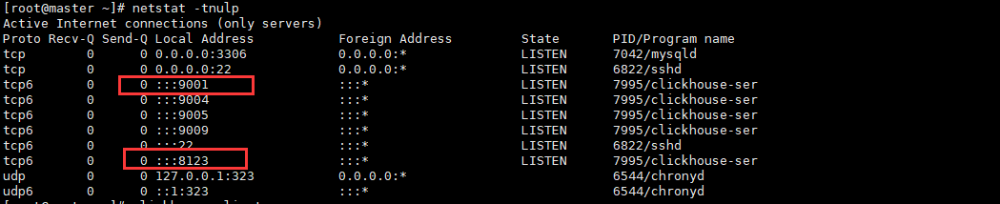 [root@master ~]# netstat -tnulp
Active Internet connections (only servers)
Proto Recv-Q Send-Q Local Address           Foreign Address         State       PID/Program name
tcp        0      0 0.0.0.0:3306            0.0.0.0:*               LISTEN      7042/mysqld
tcp        0      0 0.0.0.0:22              0.0.0.0:*               LISTEN      6822/sshd
tcp6       0      0 :::9001                 :::*                    LISTEN      7995/clickhouse-ser
tcp6       0      0 :::9004                 :::*                    LISTEN      7995/clickhouse-ser
tcp6       0      0 :::9005                 :::*                    LISTEN      7995/clickhouse-ser
tcp6       0      0 :::9009                 :::*                    LISTEN      7995/clickhouse-ser
tcp6       0      0 :::22                   :::*                    LISTEN      6822/sshd
tcp6       0      0 :::8123                 :::*                    LISTEN      7995/clickhouse-ser
udp        0      0 127.0.0.1:323           0.0.0.0:*                           6544/chronyd
udp6       0      0 ::1:323                 :::*                                6544/chronyd